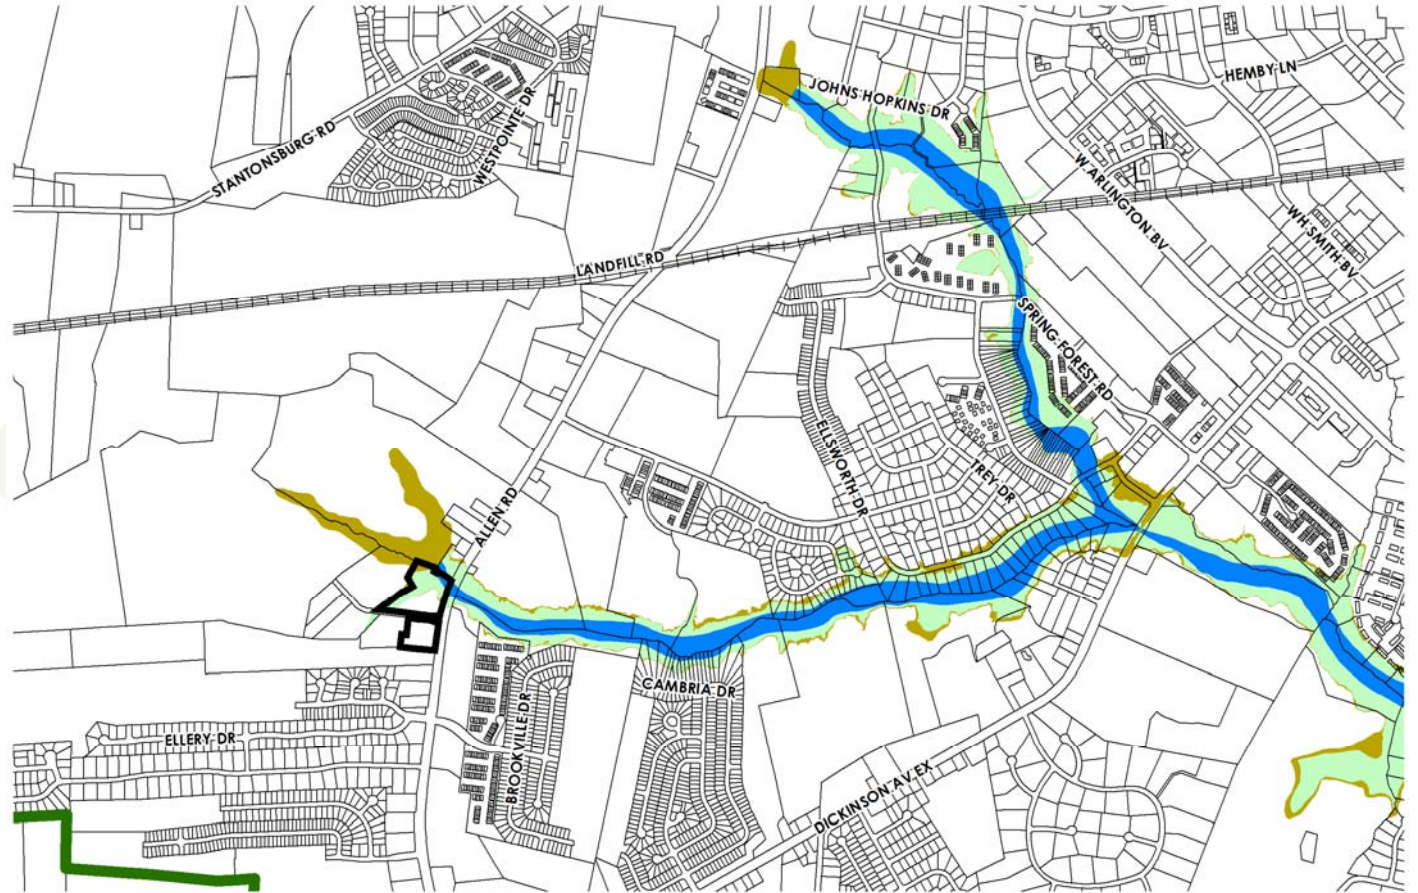 JOHNS HOPKINS DR
HEMBY LN
STANTONSBURG RD
WESTPOINTE DR
W ARLINGTON BV
WH SMITH BV
LANDFILL RD
SPRING FOREST RD
ELLSWORTH DR
TREY DR
ALLEN RD
CAMBRIA DR
BROOKVILLE DR
ELLERY DR
DICKINSON AV EX